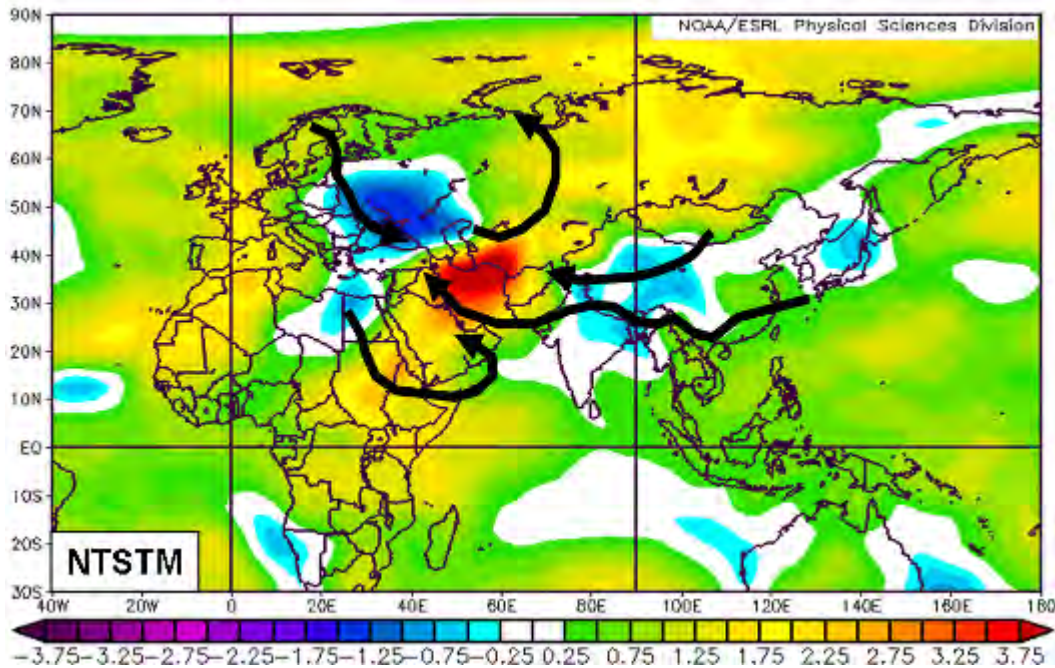 NOAA/ESRL Physical Sciences Division
90N
80N
70N
60N
50N
40N
30N
20N
10N
EQ
10S
20S
30S
NTSTM
40W 20W 0 20E 40E 60E 80E 100E 120E 140E 160E 180
-3.75 -3.25 -2.75 -2.25 -1.75 -1.25 -0.75 -0.25 0.25 0.75 1.25 1.75 2.25 2.75 3.25 3.75